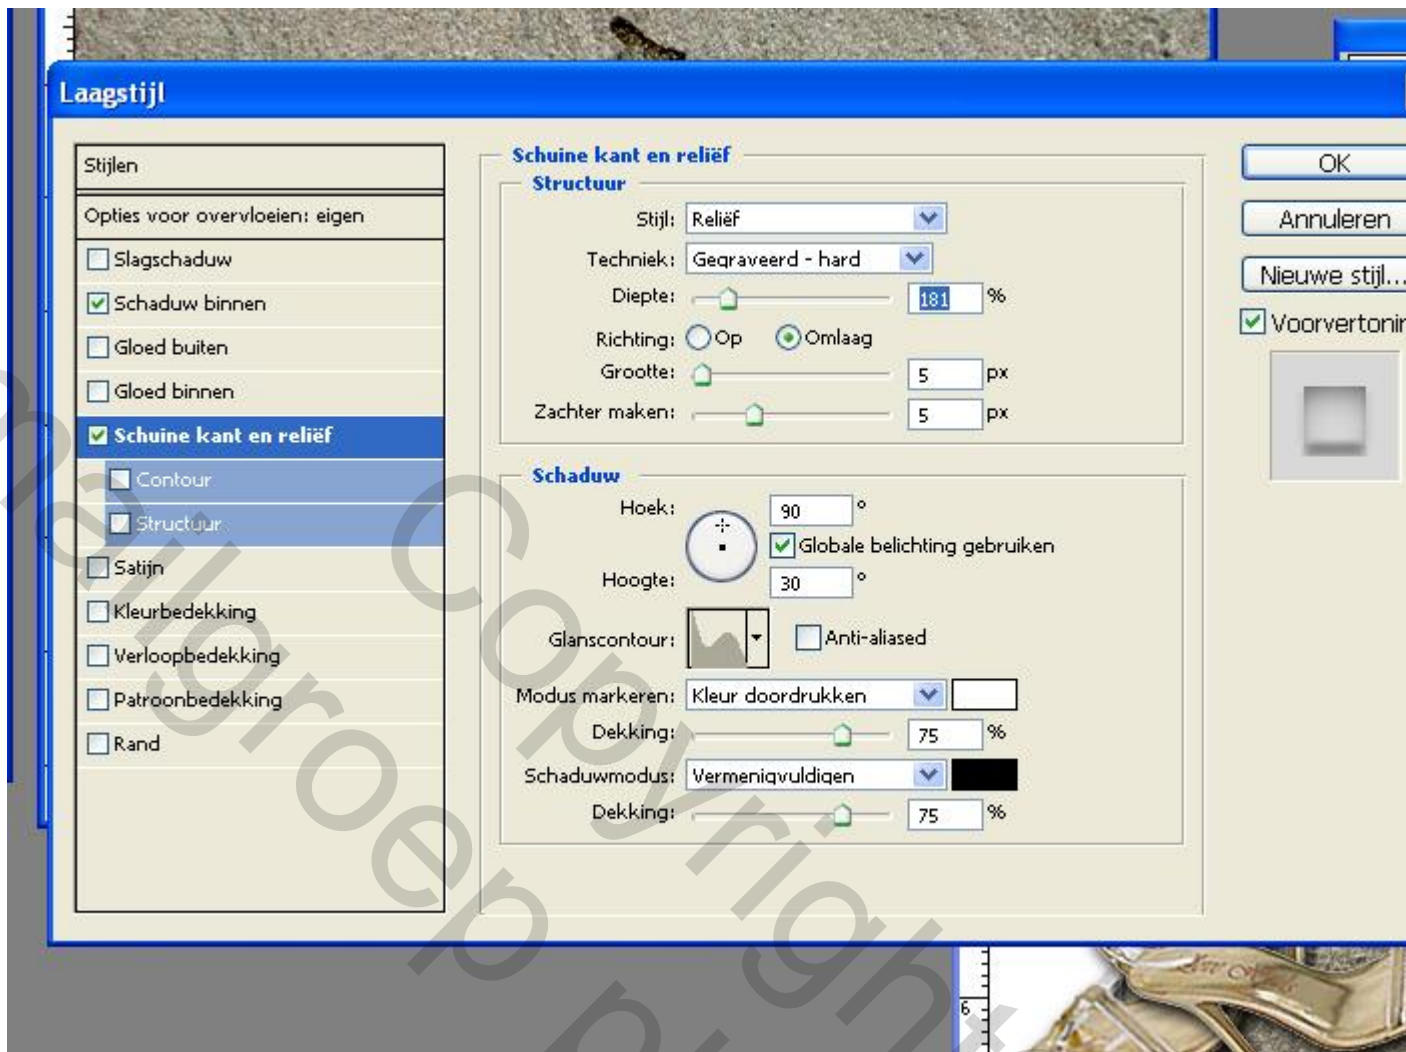 Laagstijl
Stijlen
Opties voor overvloeien: eigen
Slagschaduw
Schaduw binnen
Gloed buiten
Gloed binnen
Schuine kant en reliëf
Contour
Structuur
Satijn
Kleurbedekking
Verloopbedekking
Patroonbedekking
Rand
Schuine kant en reliëf
Structuur
Stijl: Reliëf
Techniek: Gegraveerd - hard
Diepte: 181 %
Richting: Op Omlaag
Grootte: 5 px
Zachter maken: 5 px
Schaduw
Hoek: 90 °
Globale belichting gebruiken
Hoogte: 30 °
Glanscontour: Anti-aliased
Modus markeren: Kleur doordrukken
Dekking: 75 %
Schaduwmodus: Vermenigvuldigen
Dekking: 75 %
OK
Annuleren
Nieuwe stijl...
Voorvertonin
6
mailgroep
Copyright